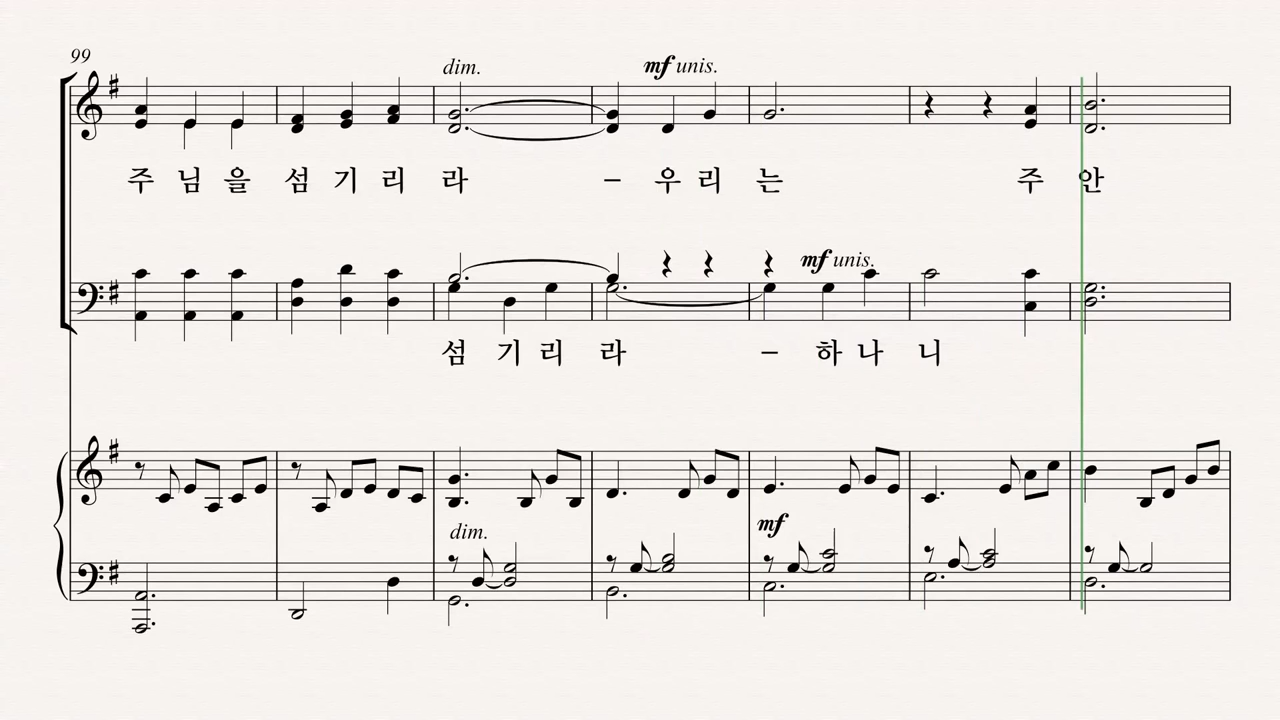 99
dim.
mf unis.
주 님 을 섬 기 리 라 – 우 리 는 주 안
mf unis.
섬 기 리 라 – 하 나 니
mf
dim.